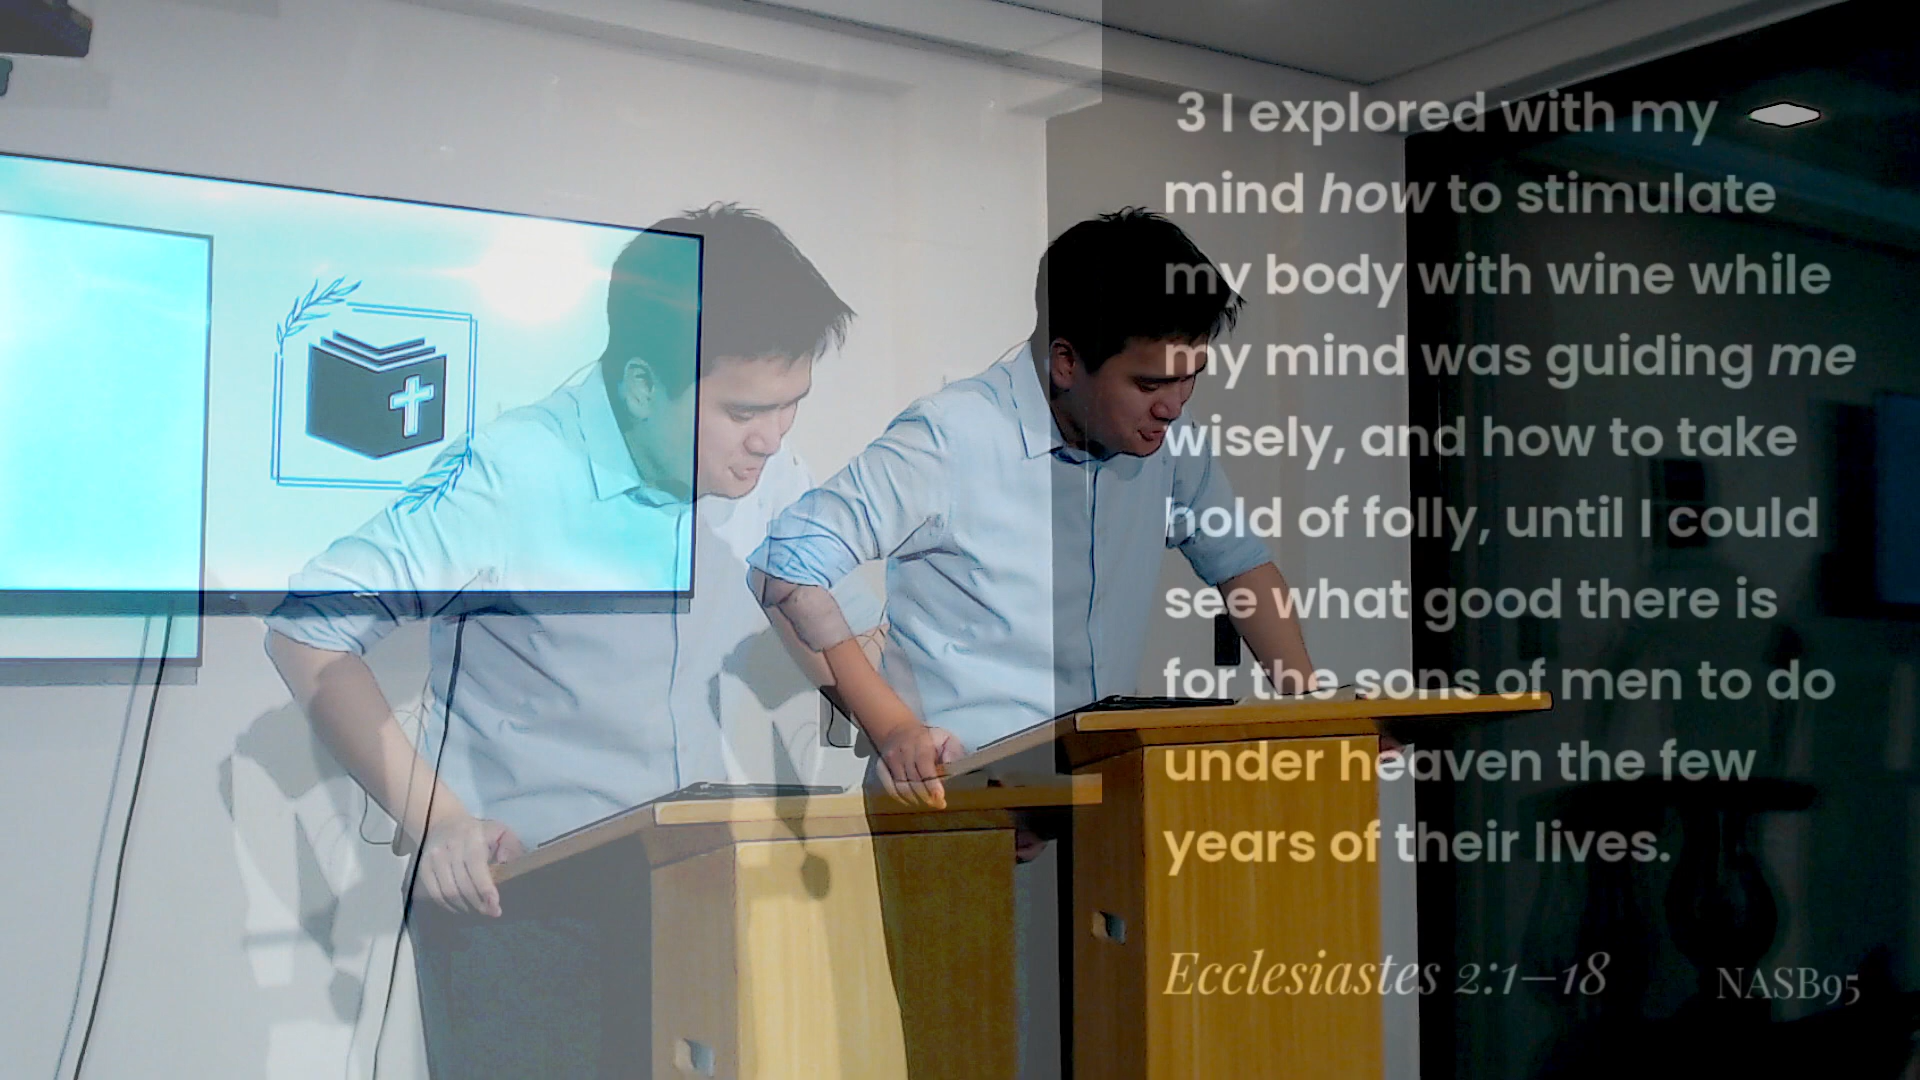 3 I explored with my
mind how to stimulate
my body with wine while
my mind was guiding me
wisely, and how to take
hold of folly, until I could
see what good there is
for the sons of men to do
under heaven the few
years of their lives.
Ecclesiastes 2:1–18
NASB95